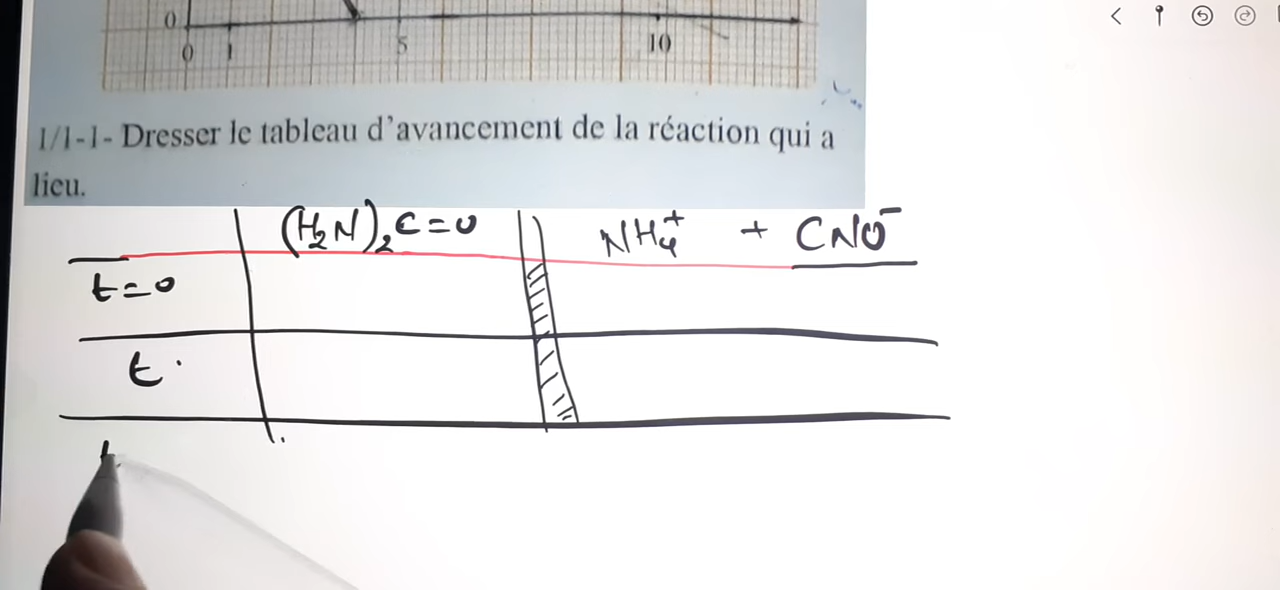 0
0 1 5 10
1/1-1- Dresser le tableau d'avancement de la réaction qui a
lieu.
(H₂N)₂C=O NH₄⁺ + CNO⁻
t=0
t